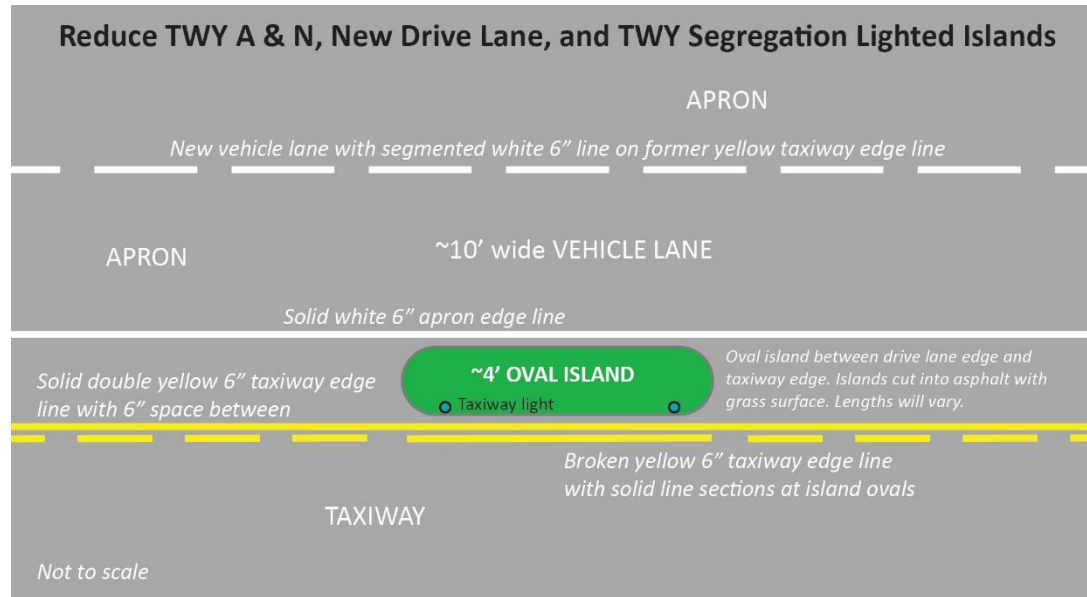 Reduce TWY A & N, New Drive Lane, and TWY Segregation Lighted Islands
APRON
New vehicle lane with segmented white 6” line on former yellow taxiway edge line
APRON
~10’ wide VEHICLE LANE
Solid white 6” apron edge line
Solid double yellow 6” taxiway edge
line with 6” space between
~4’ OVAL ISLAND
Taxiway light
Oval island between drive lane edge and
taxiway edge. Islands cut into asphalt with
grass surface. Lengths will vary.
Broken yellow 6” taxiway edge line
with solid line sections at island ovals
TAXIWAY
Not to scale